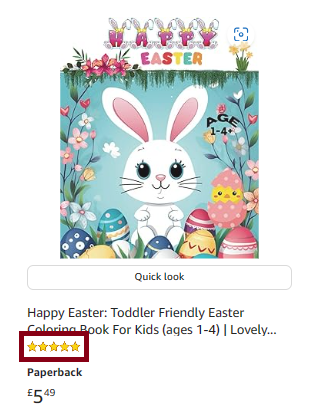 HAPPY
EASTER
AGE
1-4+
Quick look
Happy Easter: Toddler Friendly Easter
Coloring Book For Kids (ages 1-4) | Lovely...
Paperback
£5.49